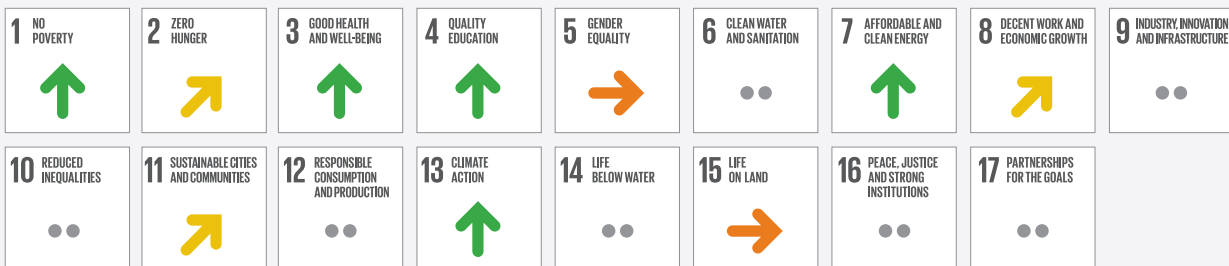 1 NO
POVERTY
2 ZERO
HUNGER
3 GOOD HEALTH
AND WELL-BEING
4 QUALITY
EDUCATION
5 GENDER
EQUALITY
6 CLEAN WATER
AND SANITATION
7 AFFORDABLE AND
CLEAN ENERGY
8 DECENT WORK AND
ECONOMIC GROWTH
9 INDUSTRY, INNOVATION
AND INFRASTRUCTURE
10 REDUCED
INEQUALITIES
11 SUSTAINABLE CITIES
AND COMMUNITIES
12 RESPONSIBLE
CONSUMPTION
AND PRODUCTION
13 CLIMATE
ACTION
14 LIFE
BELOW WATER
15 LIFE
ON LAND
16 PEACE, JUSTICE
AND STRONG
INSTITUTIONS
17 PARTNERSHIPS
FOR THE GOALS